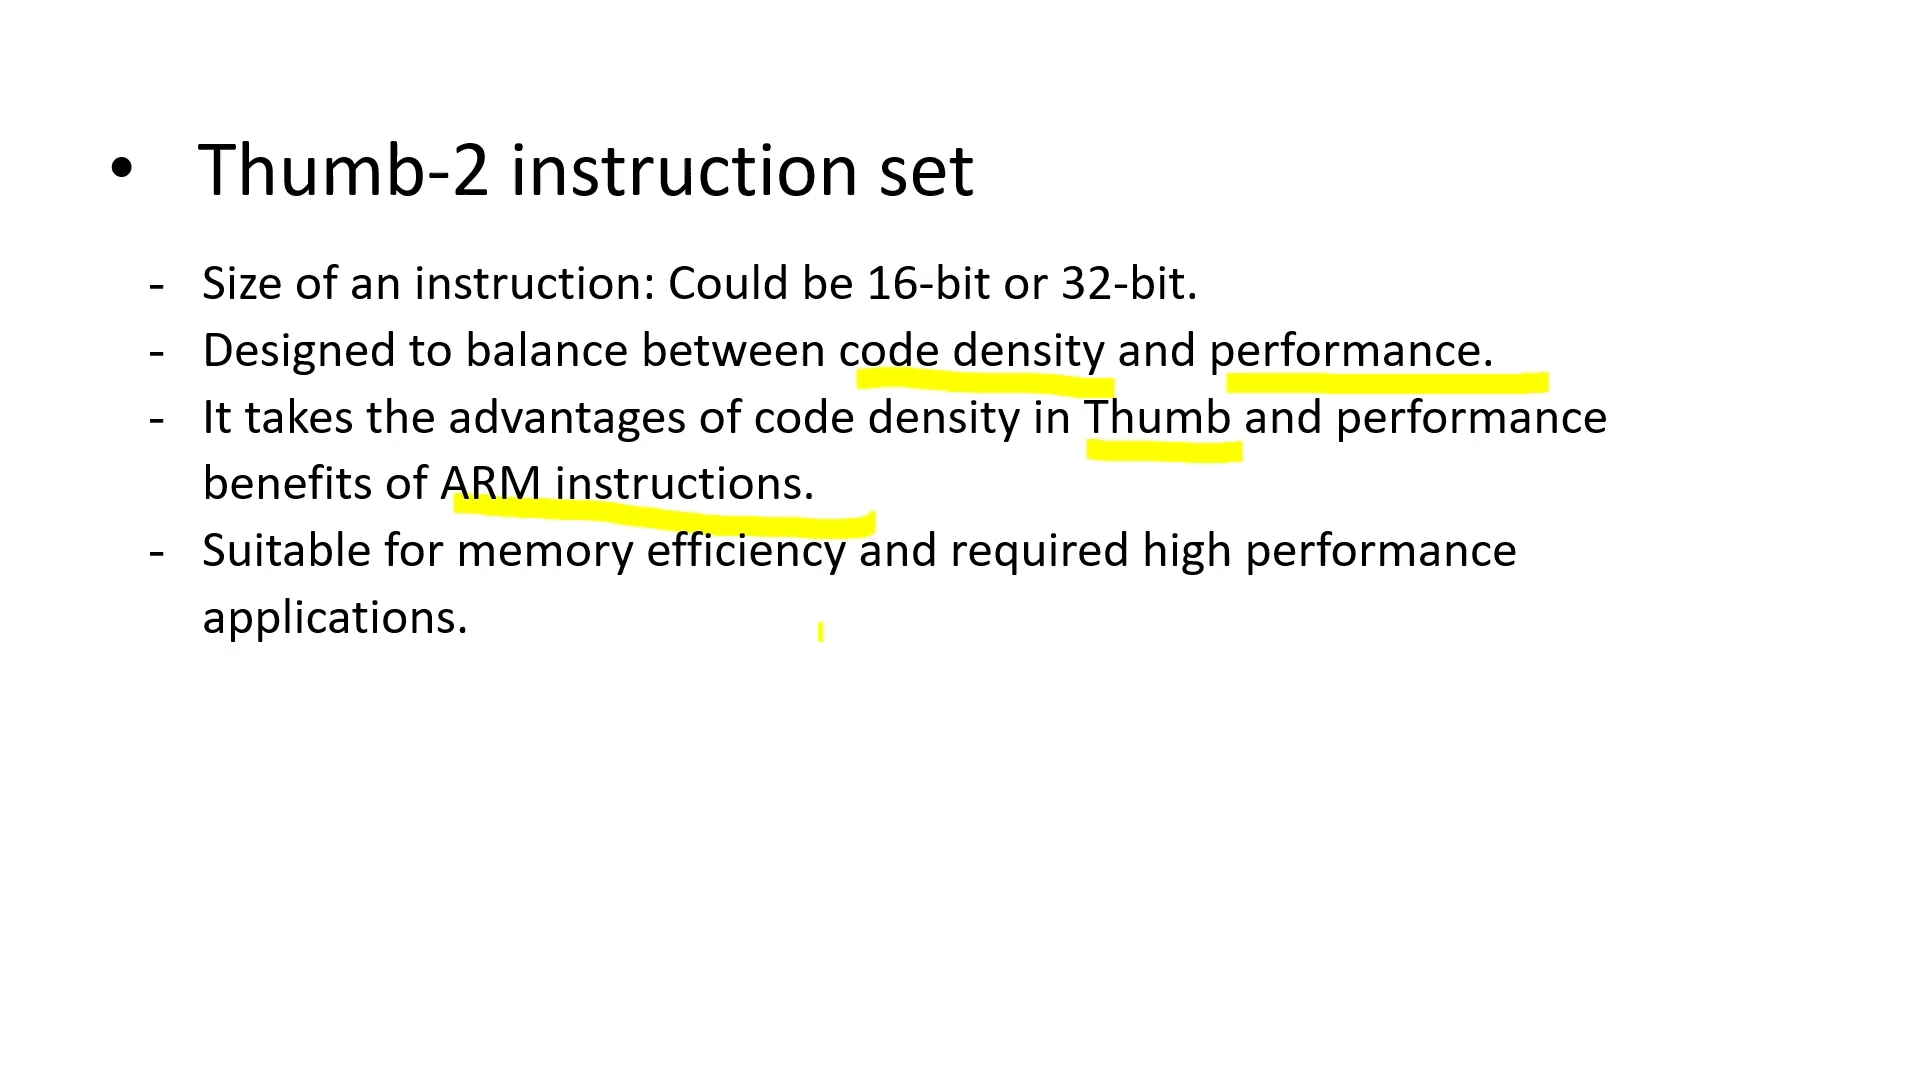 • Thumb-2 instruction set
- Size of an instruction: Could be 16-bit or 32-bit.
- Designed to balance between code density and performance.
- It takes the advantages of code density in Thumb and performance
benefits of ARM instructions.
- Suitable for memory efficiency and required high performance
applications.